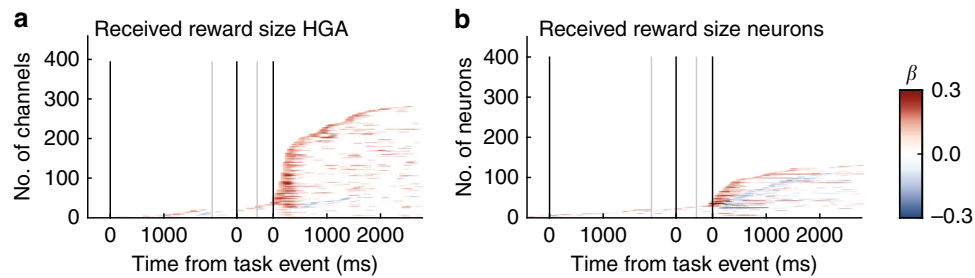 a
Received reward size HGA
No. of channels
400
300
200
100
0
0 1000 0 0 1000 2000
Time from task event (ms)
b
Received reward size neurons
No. of neurons
400
300
200
100
0
0 1000 0 0 1000 2000
Time from task event (ms)
β
0.3
0.0
−0.3